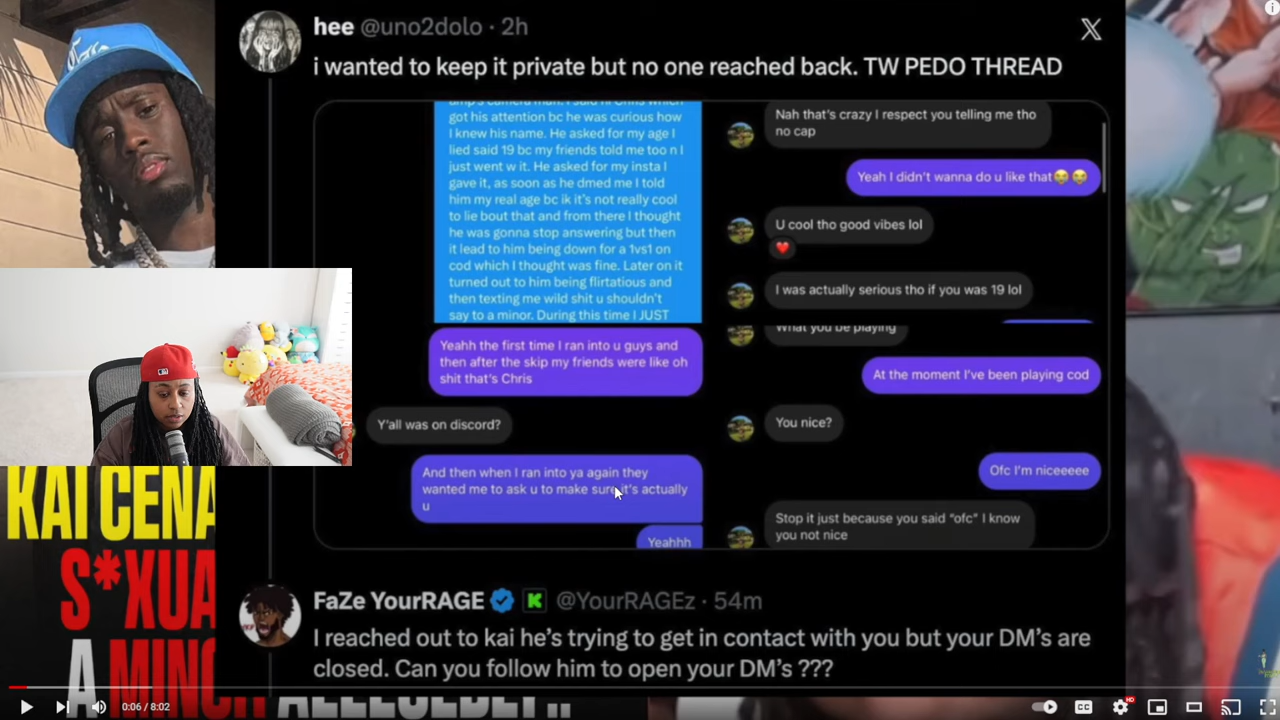 hee @uno2dolo · 2h
i wanted to keep it private but no one reached back. TW PEDO THREAD
got his attention bc he was curious how
I knew his name. He asked for my age I
lied said 19 bc my friends told me too n I
just went w it. He asked for my insta I
gave it, as soon as he dmed me I told
him my real age bc ik it's not really cool
to lie bout that and from there I thought
he was gonna stop answering but then
it lead to him being down for a 1vs1 on
cod which I thought was fine. Later on it
turned out to him being flirtatious and
then texting me wild shit u shouldn't
say to a minor. During this time I JUST
Yeahh the first time I ran into u guys and
then after the skip my friends were like oh
shit that's Chris
Y'all was on discord?
And then when I ran into ya again they
wanted me to ask u to make sure it's actually
u
Yeahhh
Nah that's crazy I respect you telling me tho
no cap
Yeah I didn't wanna do u like that😂😂
U cool tho good vibes lol
❤️
I was actually serious tho if you was 19 lol
What you be playing
At the moment I've been playing cod
You nice?
Ofc I'm niceeeee
Stop it just because you said "ofc" I know
you not nice
FaZe YourRAGE K @YourRAGEz · 54m
I reached out to kai he's trying to get in contact with you but your DM's are
closed. Can you follow him to open your DM's ???
KAI CENA
S*XUA
A MINOR ALLEGEDLY..
0:06 / 8:02
CC
HD